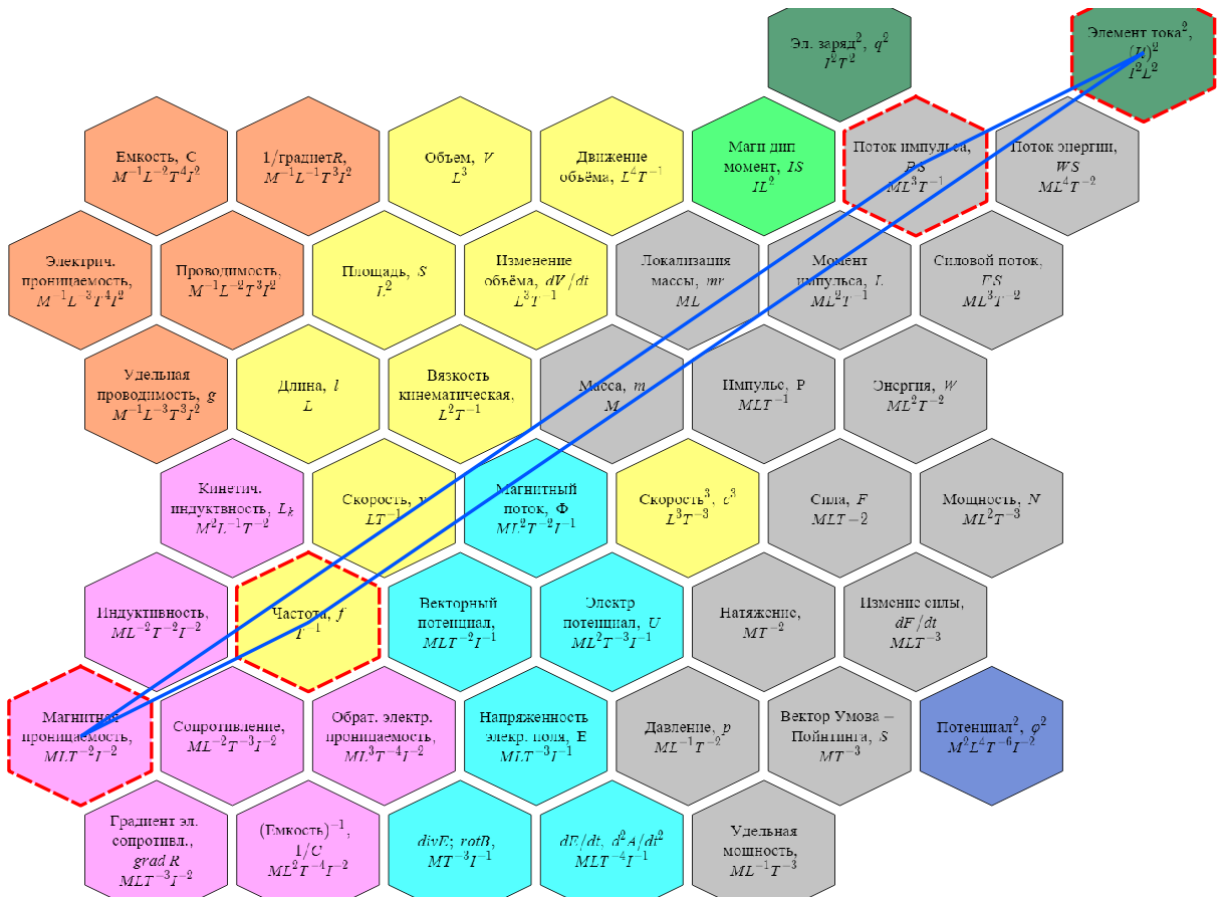 Эл. заряд², q²
I²T²
Элемент тока²,
(Il)²
I²L²
Емкость, C
M⁻¹L⁻²T⁴I²
1/градиетR,
M⁻¹L⁻¹T³I²
Объем, V
L³
Движение
объёма, L⁴T⁻¹
Магн дип
момент, IS
IL²
Поток импульса,
PS
ML³T⁻¹
Поток энергии,
WS
ML⁴T⁻²
Электрич.
проницаемость,
M⁻¹L⁻³T⁴I²
Проводимость,
M⁻¹L⁻²T³I²
Площадь, S
L²
Изменение
объёма, dV/dt
L³T⁻¹
Локализация
массы, mr
ML
Момент
импульса, L
ML²T⁻¹
Силовой поток,
FS
ML³T⁻²
Удельная
проводимость, g
M⁻¹L⁻³T³I²
Длина, l
L
Вязкость
кинематическая,
L²T⁻¹
Масса, m
M
Импульс, P
MLT⁻¹
Энергия, W
ML²T⁻²
Кинетич.
индуктвность, Lₖ
M²L⁻¹T⁻²
Скорость, v
LT⁻¹
Магнитный
поток, Φ
ML²T⁻²I⁻¹
Скорость³, c³
L³T⁻³
Сила, F
MLT−2
Мощность, N
ML²T⁻³
Индуктивность,
ML⁻²T⁻²I⁻²
Частота, f
T⁻¹
Векторный
потенциал,
MLT⁻²I⁻¹
Электр
потенциал, U
ML²T⁻³I⁻¹
Натяжение,
MT⁻²
Измение силы,
dF/dt
MLT⁻³
Магнитная
проницаемость,
MLT⁻²I⁻²
Сопротивление,
ML⁻²T⁻³I⁻²
Обрат. электр.
проницаемость,
ML³T⁻⁴I⁻²
Напряженность
элекр. поля, E
MLT⁻³I⁻¹
Давление, p
ML⁻¹T⁻²
Вектор Умова −
Пойнтинга, S
MT⁻³
Потенциал², φ²
M²L⁴T⁻⁶I⁻²
Градиент эл.
сопротивл.,
grad R
MLT⁻³I⁻²
(Емкость)⁻¹,
1/C
ML²T⁻⁴I⁻²
divE; rotB,
MT⁻³I⁻¹
dE/dt, d²A/dt²
MLT⁻⁴I⁻¹
Удельная
мощность,
ML⁻¹T⁻³